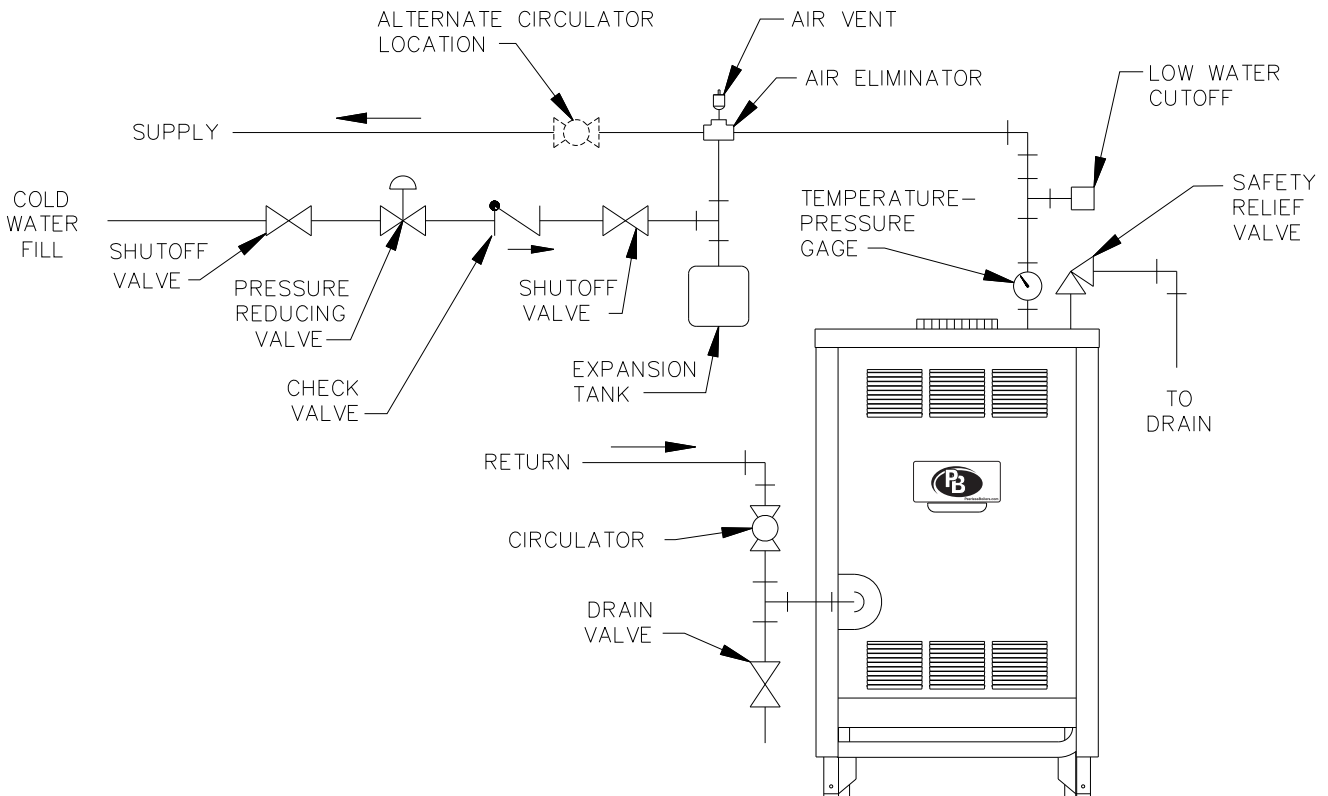 ALTERNATE CIRCULATOR
LOCATION
AIR VENT
AIR ELIMINATOR
LOW WATER
CUTOFF
SUPPLY
COLD
WATER
FILL
SHUTOFF
VALVE
PRESSURE
REDUCING
VALVE
CHECK
VALVE
SHUTOFF
VALVE
EXPANSION
TANK
TEMPERATURE-
PRESSURE
GAGE
SAFETY
RELIEF
VALVE
TO
DRAIN
RETURN
CIRCULATOR
DRAIN
VALVE
PB
PeerlessBoilers.com